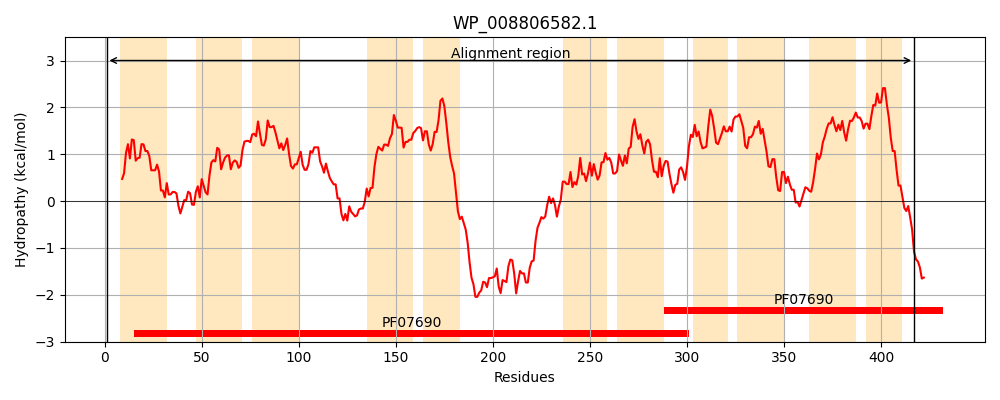 WP_008806582.1
Alignment region
Hydropathy (kcal/mol)
3
2
1
0
−1
−2
−3
PF07690
PF07690
0
50
100
150
200
250
300
350
400
Residues